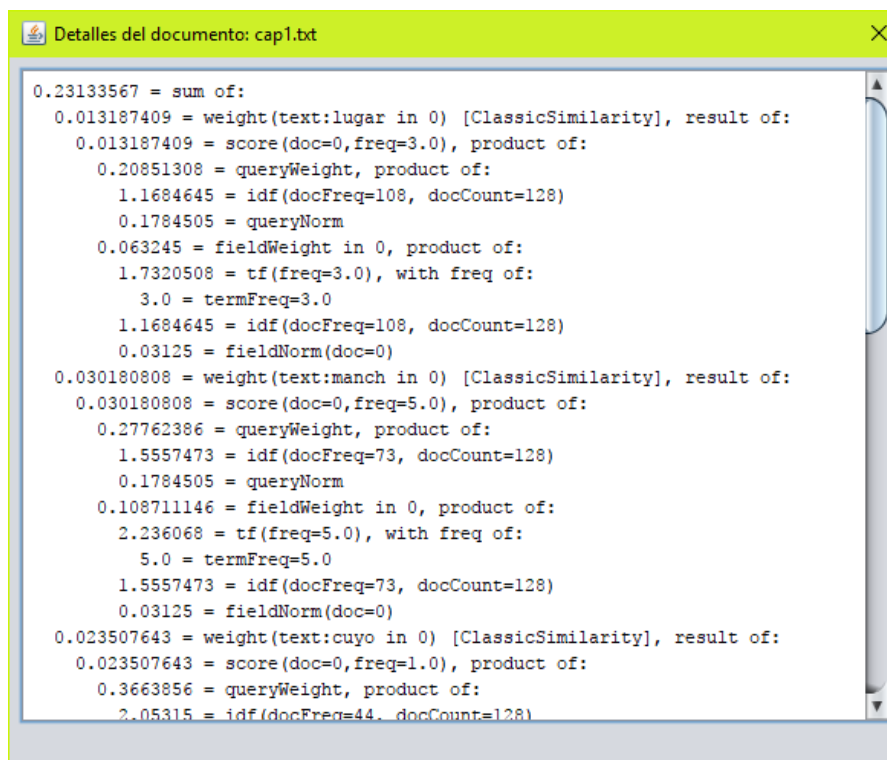 Detalles del documento: cap1.txt
0.23133567 = sum of:
0.013187409 = weight(text:lugar in 0) [ClassicSimilarity], result of:
0.013187409 = score(doc=0,freq=3.0), product of:
0.20851308 = queryWeight, product of:
1.1684645 = idf(docFreq=108, docCount=128)
0.1784505 = queryNorm
0.063245 = fieldWeight in 0, product of:
1.7320508 = tf(freq=3.0), with freq of:
3.0 = termFreq=3.0
1.1684645 = idf(docFreq=108, docCount=128)
0.03125 = fieldNorm(doc=0)
0.030180808 = weight(text:manch in 0) [ClassicSimilarity], result of:
0.030180808 = score(doc=0,freq=5.0), product of:
0.27762386 = queryWeight, product of:
1.5557473 = idf(docFreq=73, docCount=128)
0.1784505 = queryNorm
0.108711146 = fieldWeight in 0, product of:
2.236068 = tf(freq=5.0), with freq of:
5.0 = termFreq=5.0
1.5557473 = idf(docFreq=73, docCount=128)
0.03125 = fieldNorm(doc=0)
0.023507643 = weight(text:cuyo in 0) [ClassicSimilarity], result of:
0.023507643 = score(doc=0,freq=1.0), product of:
0.3663856 = queryWeight, product of:
2.05315 = idf(docFreq=44, docCount=128)